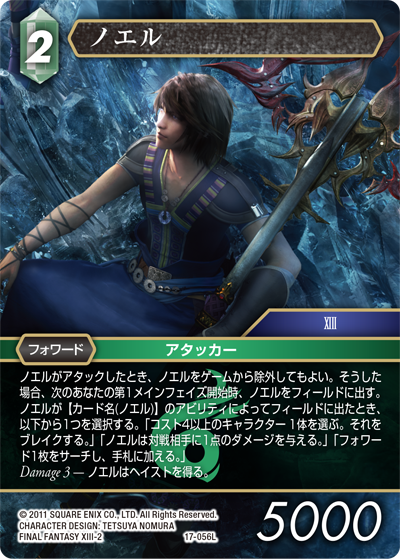 2
ノエル
XIII
フォワード
アタッカー
ノエルがアタックしたとき、ノエルをゲームから除外してもよい。そうした
場合、次のあなたの第1メインフェイズ開始時、ノエルをフィールドに出す。
ノエルが【カード名(ノエル)】のアビリティによってフィールドに出たとき、
以下から1つを選択する。「コスト4以上のキャラクター1体を選ぶ。それを
ブレイクする。」「ノエルは対戦相手に1点のダメージを与える。」「フォワー
ド1枚をサーチし、手札に加える。」
Damage 3 — ノエルはヘイストを得る。
© 2011 SQUARE ENIX CO., LTD. All Rights Reserved.
CHARACTER DESIGN: TETSUYA NOMURA
FINAL FANTASY XIII-2
17-056L
5000